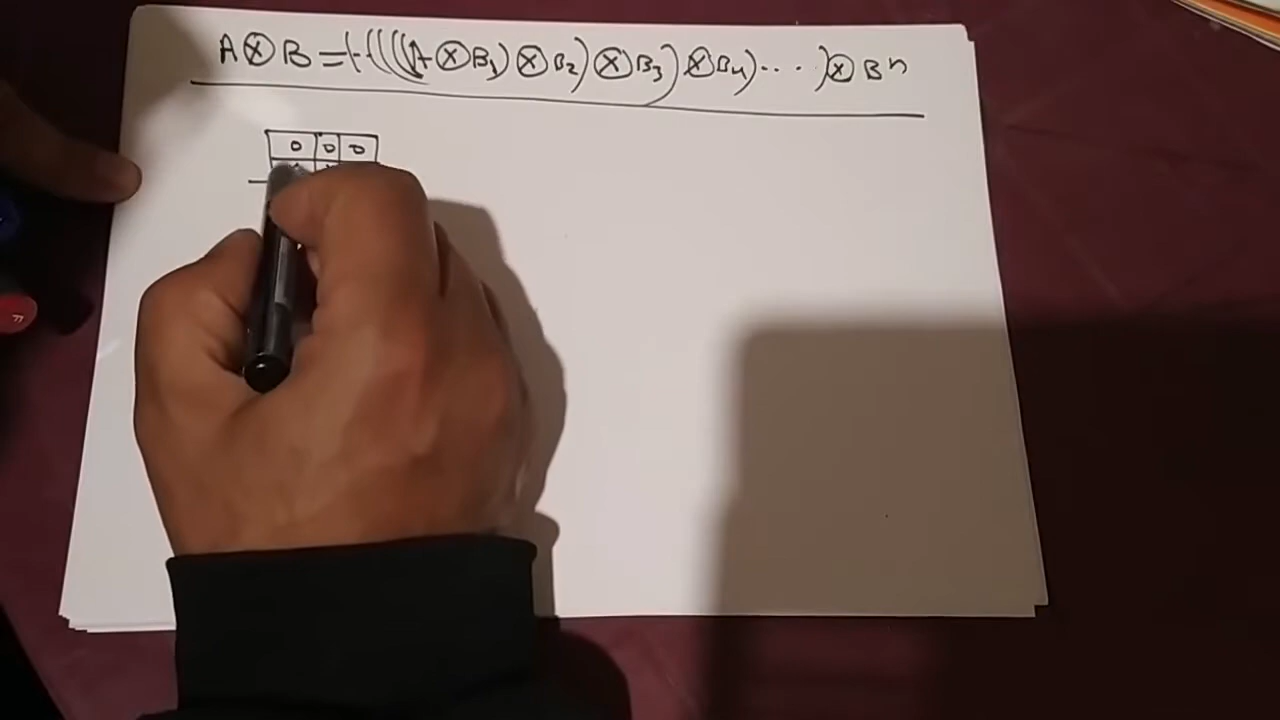 A⊗B=(-((((A⊗B₁)⊗B₂)⊗B₃)⊗B₄)....)⊗Bⁿ
0 0 0